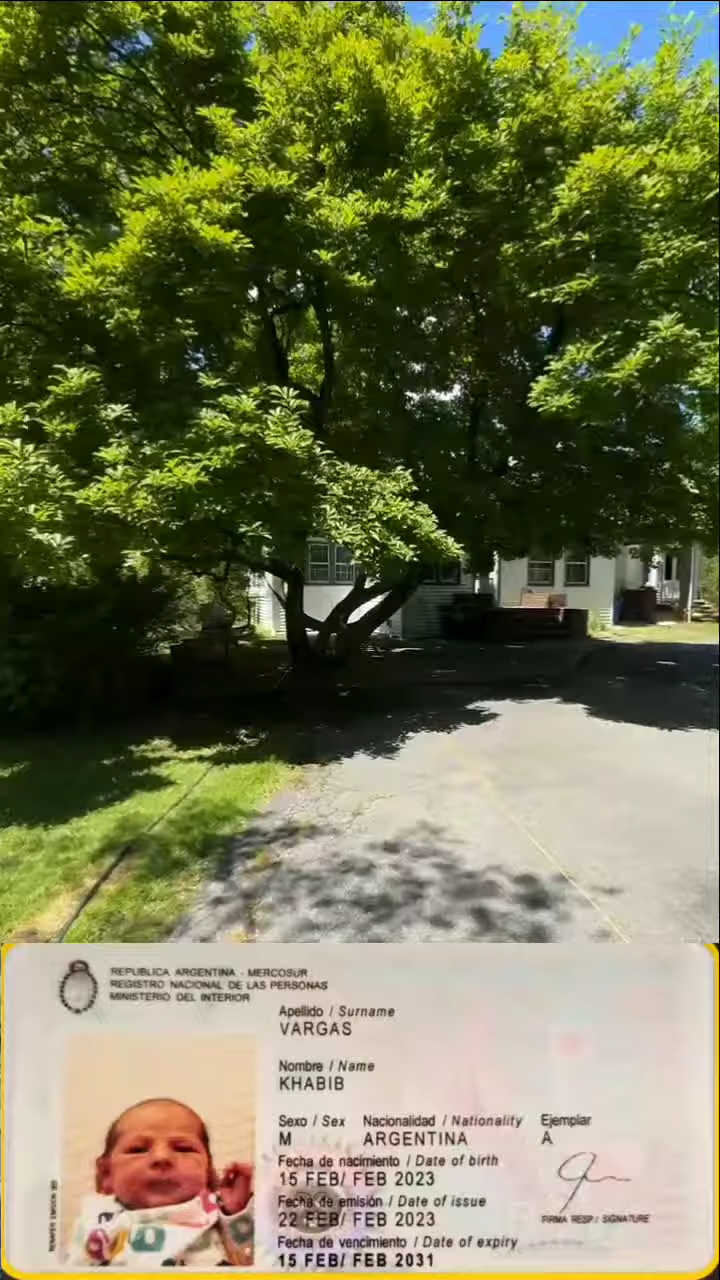 REPUBLICA ARGENTINA - MERCOSUR
REGISTRO NACIONAL DE LAS PERSONAS
MINISTERIO DEL INTERIOR
Apellido / Surname
VARGAS
Nombre / Name
KHABIB
Sexo / Sex Nacionalidad / Nationality Ejemplar
M ARGENTINA A
Fecha de nacimiento / Date of birth
15 FEB/ FEB 2023
Fecha de emisión / Date of issue
22 FEB/ FEB 2023
FIRMA RESP / SIGNATURE
Fecha de vencimiento / Date of expiry
15 FEB/ FEB 2031